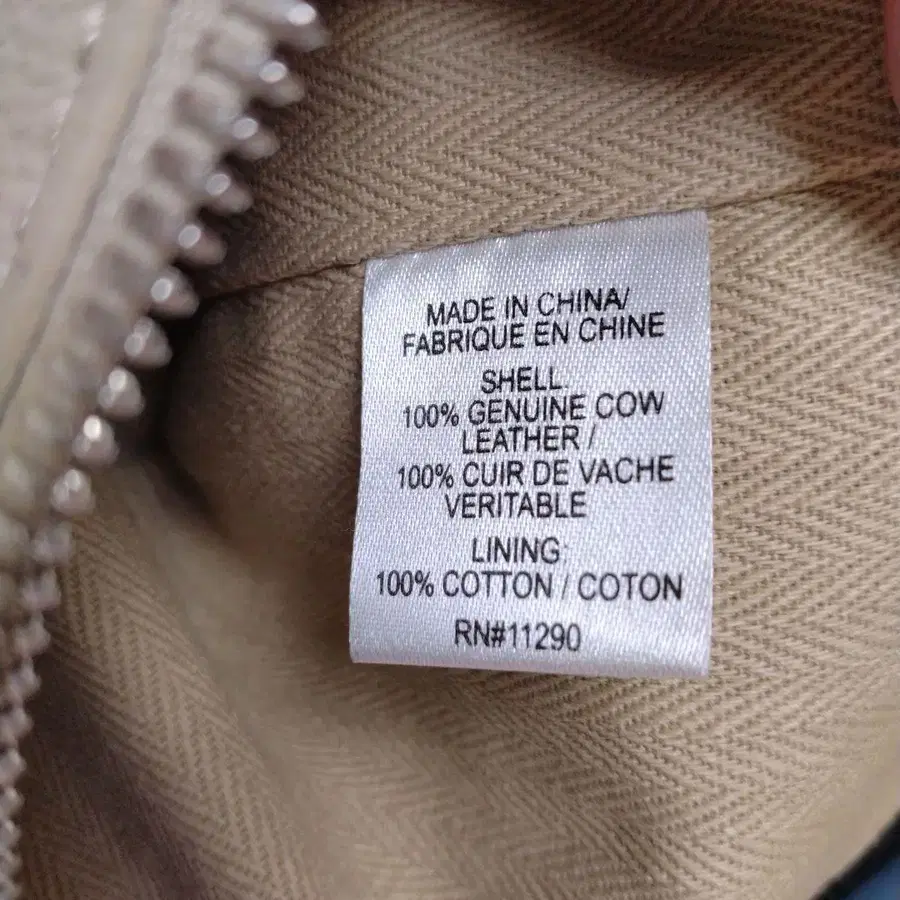 MADE IN CHINA/
FABRIQUE EN CHINE
SHELL:
100% GENUINE COW
LEATHER /
100% CUIR DE VACHE
VERITABLE
LINING:
100% COTTON / COTON
RN#11290